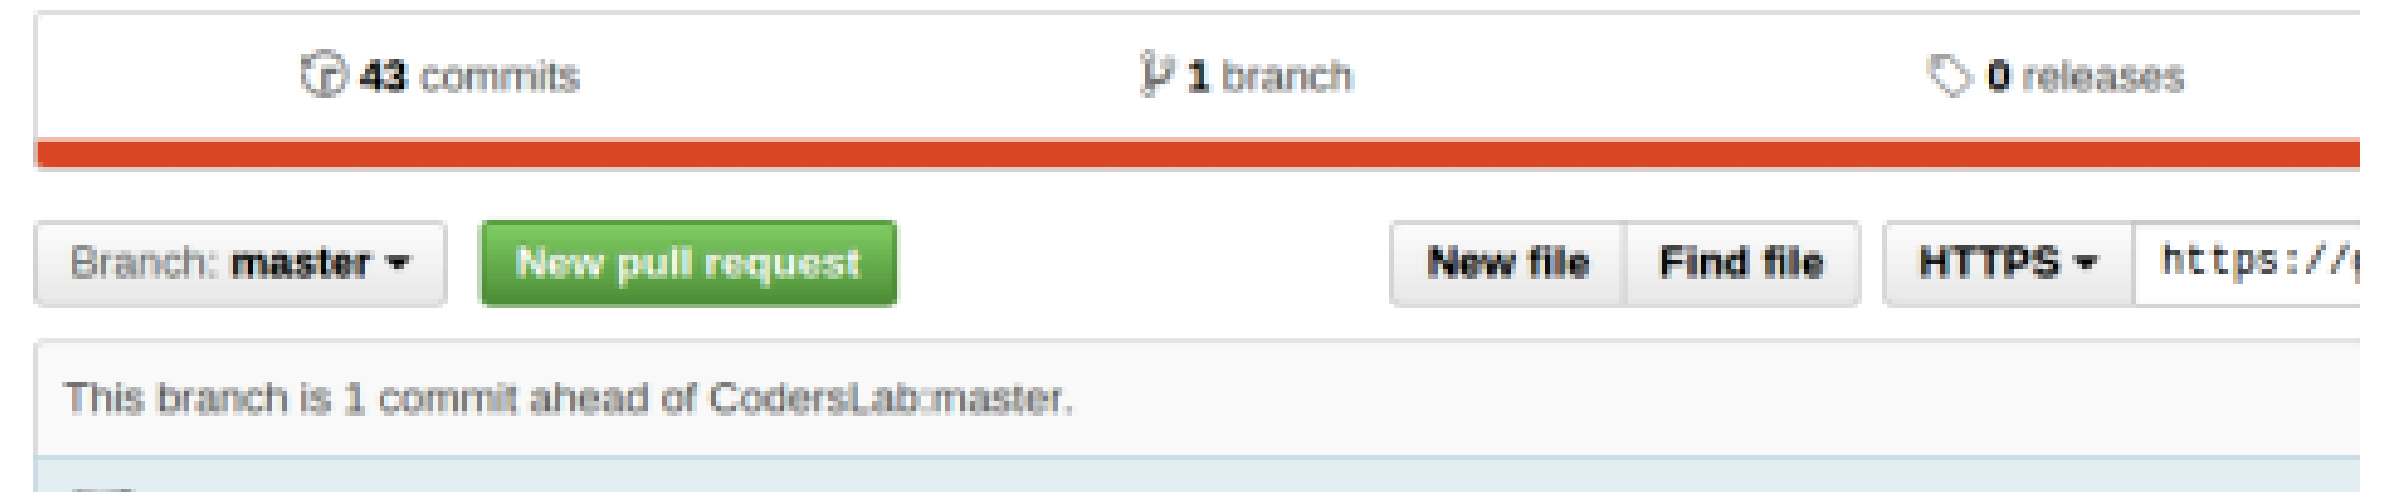 43 commits 1 branch 0 releases
Branch: master New pull request New file Find file HTTPS https://
This branch is 1 commit ahead of CodersLab:master.